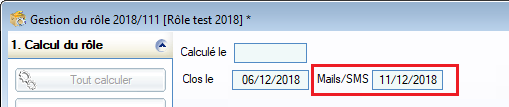 Gestion du rôle 2018/111 [Rôle test 2018] *
1. Calcul du rôle
Calculé le
Tout calculer
Clos le 06/12/2018 Mails/SMS 11/12/2018